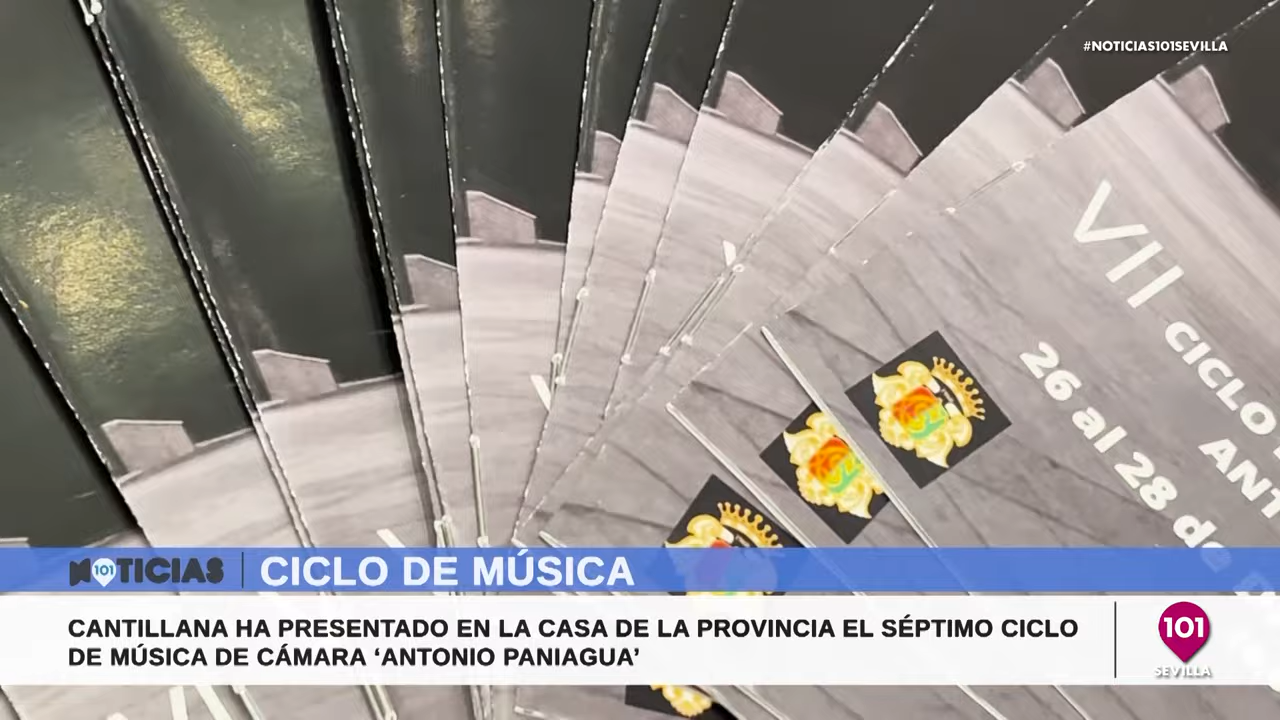 #NOTICIAS101SEVILLA
VII CICLO
ANT
26 al 28 de
NOTICIAS
101
CICLO DE MÚSICA
CANTILLANA HA PRESENTADO EN LA CASA DE LA PROVINCIA EL SÉPTIMO CICLO
DE MÚSICA DE CÁMARA ‘ANTONIO PANIAGUA’
101
SEVILLA